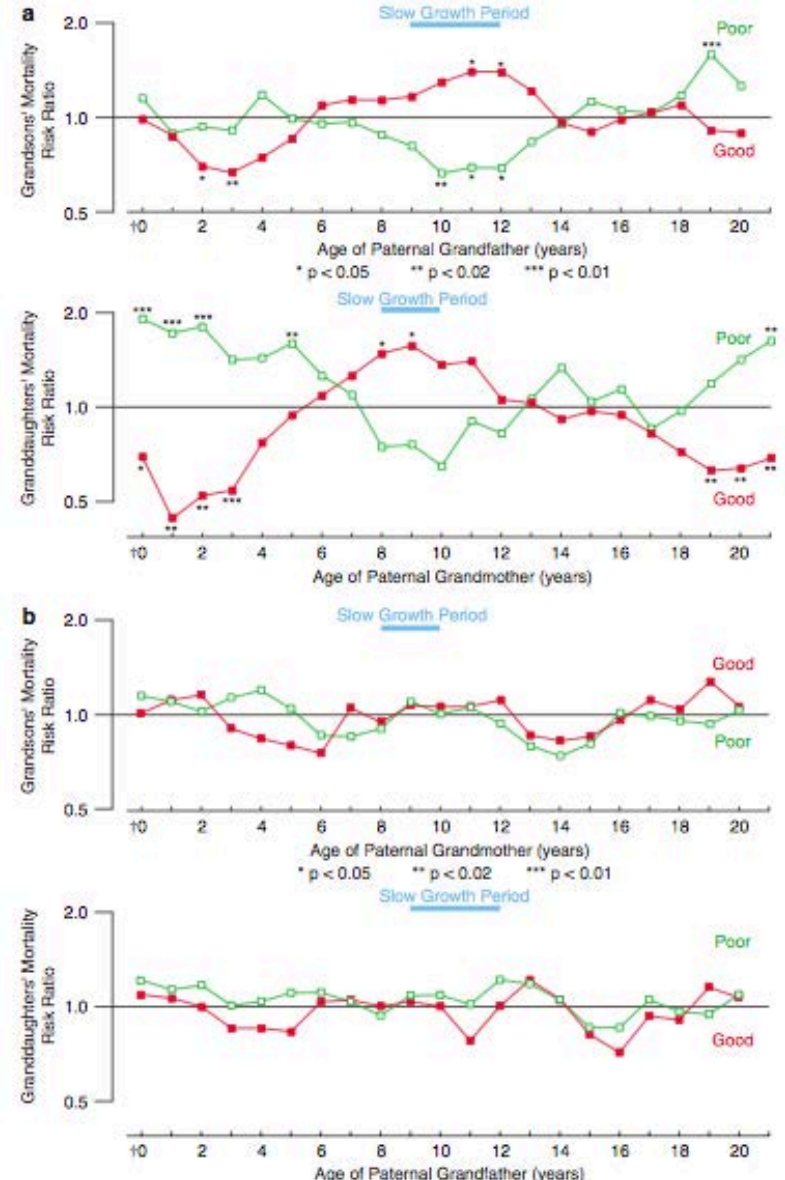 a
Slow Growth Period
Poor
***
2.0
* *
1.0
Grandsons' Mortality
Risk Ratio
Good
* ** ** * *
0.5
†0 2 4 6 8 10 12 14 16 18 20
Age of Paternal Grandfather (years)
* p < 0.05 ** p < 0.02 *** p < 0.01
Slow Growth Period
2.0
*** *** *** ** * * **
Poor
1.0
Granddaughters' Mortality
Risk Ratio
* ** ** *** ** ** **
0.5
Good
†0 2 4 6 8 10 12 14 16 18 20
Age of Paternal Grandmother (years)
b
Slow Growth Period
2.0
Good
1.0
Grandsons' Mortality
Risk Ratio
Poor
0.5
†0 2 4 6 8 10 12 14 16 18 20
Age of Paternal Grandmother (years)
* p < 0.05 ** p < 0.02 *** p < 0.01
Slow Growth Period
2.0
Poor
1.0
Granddaughters' Mortality
Risk Ratio
Good
0.5
†0 2 4 6 8 10 12 14 16 18 20
Age of Paternal Grandfather (years)